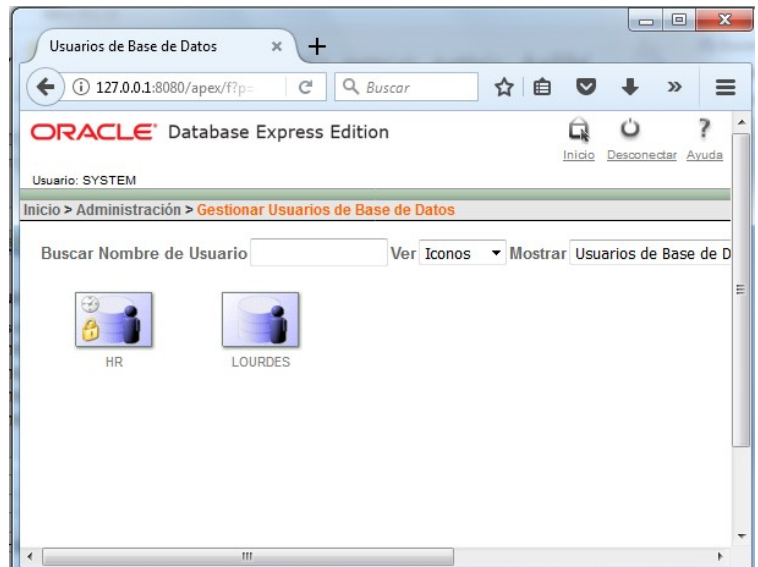 Usuarios de Base de Datos
127.0.0.1:8080/apex/f?p=
Buscar
ORACLE Database Express Edition
Inicio Desconectar Ayuda
Usuario: SYSTEM
Inicio > Administración > Gestionar Usuarios de Base de Datos
Buscar Nombre de Usuario Ver Iconos Mostrar Usuarios de Base de D
HR LOURDES